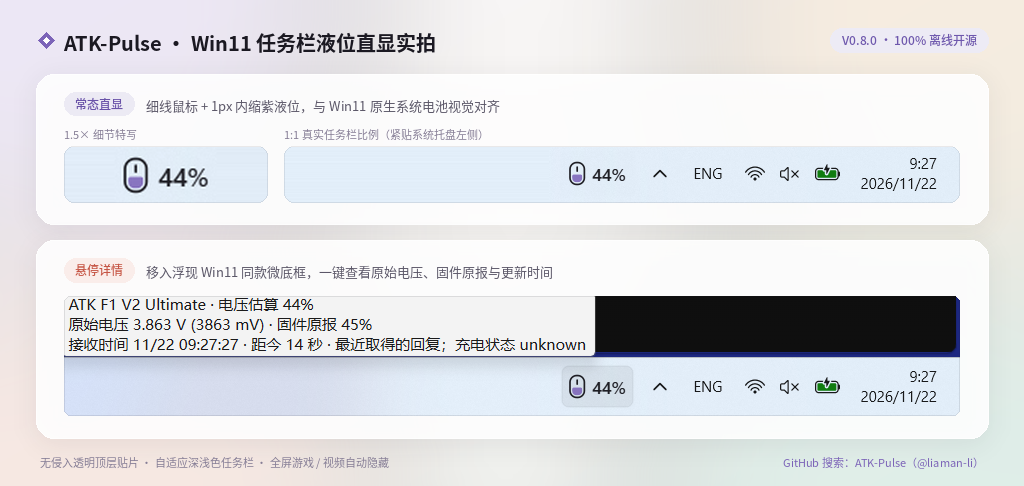 ATK-Pulse · Win11 任务栏液位直显实拍
V0.8.0 · 100% 离线开源
常态直显
细线鼠标 + 1px 内缩紫液位，与 Win11 原生系统电池视觉对齐
1.5× 细节特写
1:1 真实任务栏比例（紧贴系统托盘左侧）
44%
44%
ENG
9:27
2026/11/22
悬停详情
移入浮现 Win11 同款微底框，一键查看原始电压、固件原报与更新时间
ATK F1 V2 Ultimate · 电压估算 44%
原始电压 3.863 V (3863 mV) · 固件原报 45%
接收时间 11/22 09:27:27 · 距今 14 秒 · 最近取得的回复；充电状态 unknown
44%
ENG
9:27
2026/11/22
无侵入透明顶层贴片 · 自适应深浅色任务栏 · 全屏游戏 / 视频自动隐藏
GitHub 搜索：ATK-Pulse（@liaman-li）